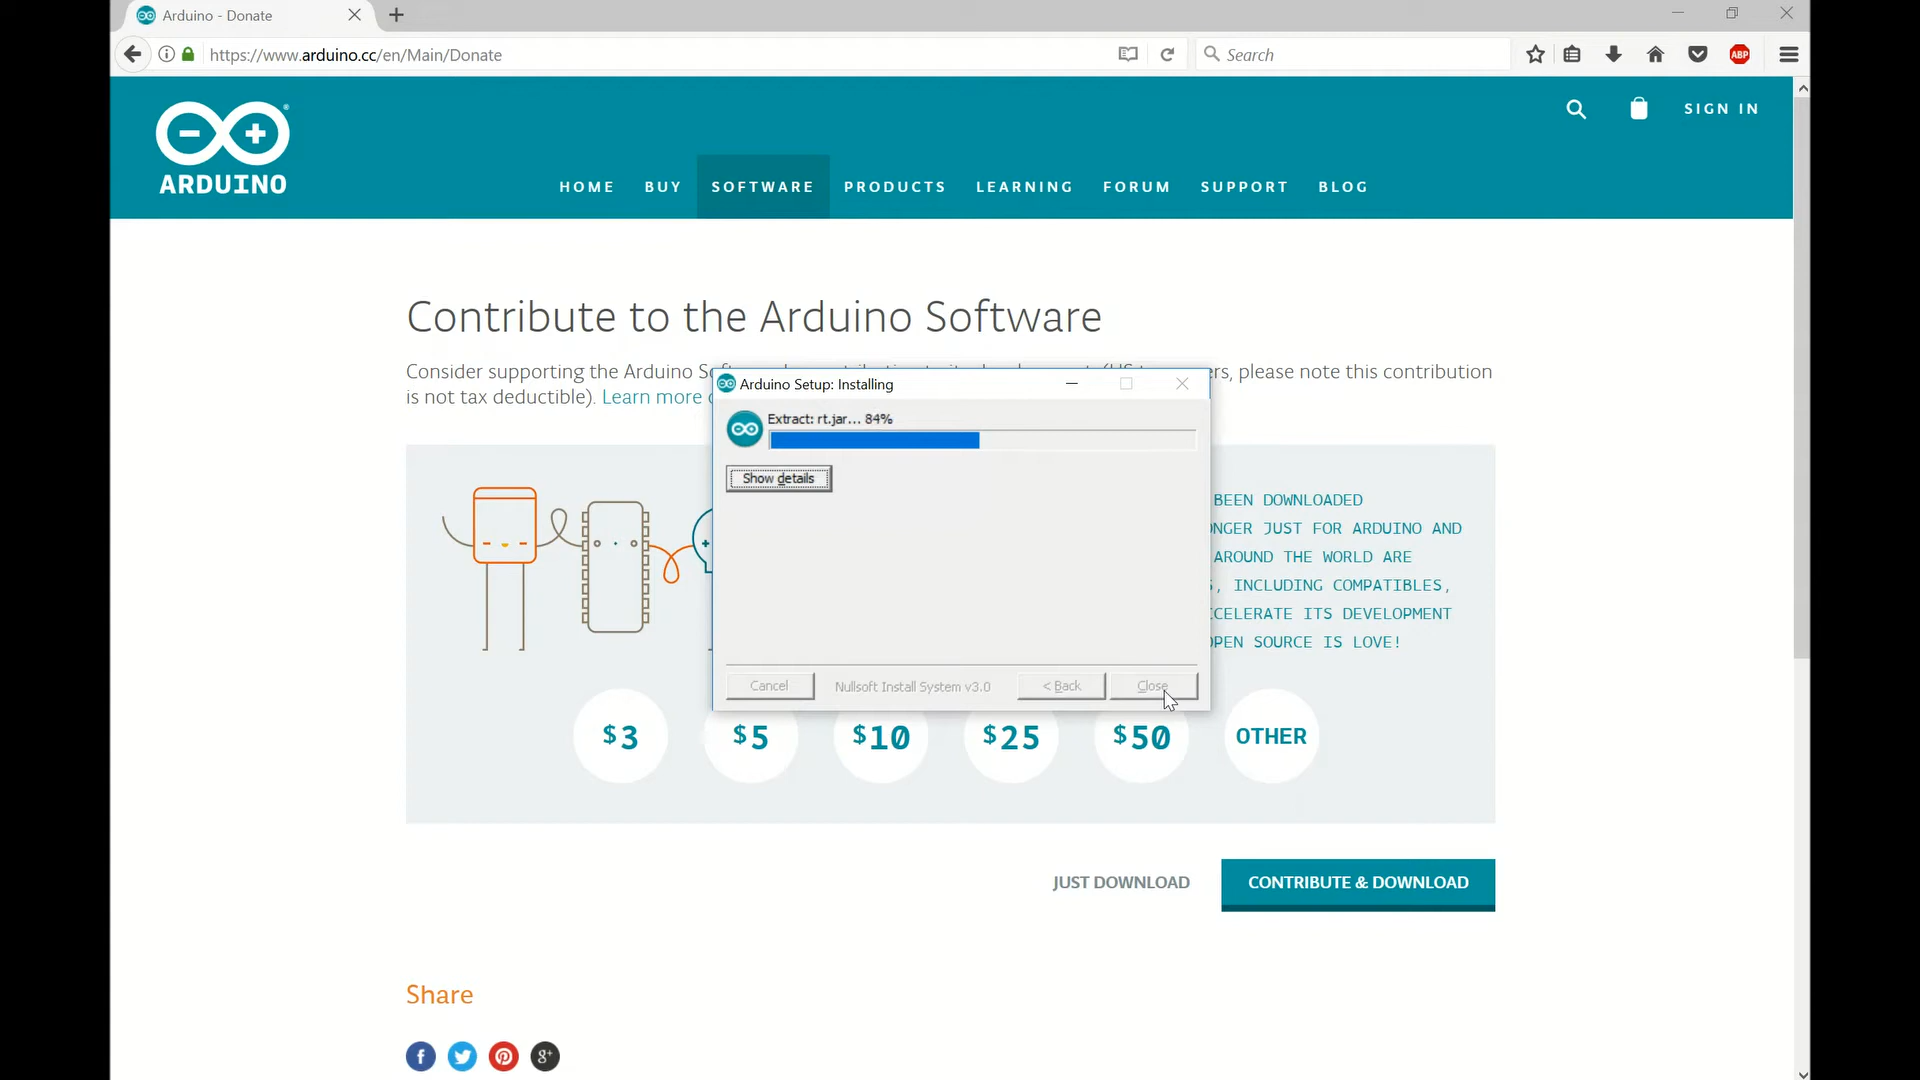 Arduino - Donate
https://www.arduino.cc/en/Main/Donate
Search
ABP
ARDUINO
SIGN IN
HOME BUY SOFTWARE PRODUCTS LEARNING FORUM SUPPORT BLOG
Contribute to the Arduino Software
Consider supporting the Arduino So
rs, please note this contribution
is not tax deductible). Learn more
Arduino Setup: Installing
Extract: rt.jar... 84%
Show details
Cancel
Nullsoft Install System v3.0
< Back
Close
BEEN DOWNLOADED
NGER JUST FOR ARDUINO AND
AROUND THE WORLD ARE
, INCLUDING COMPATIBLES,
CELERATE ITS DEVELOPMENT
PEN SOURCE IS LOVE!
$3 $5 $10 $25 $50 OTHER
JUST DOWNLOAD
CONTRIBUTE & DOWNLOAD
Share
f
g+